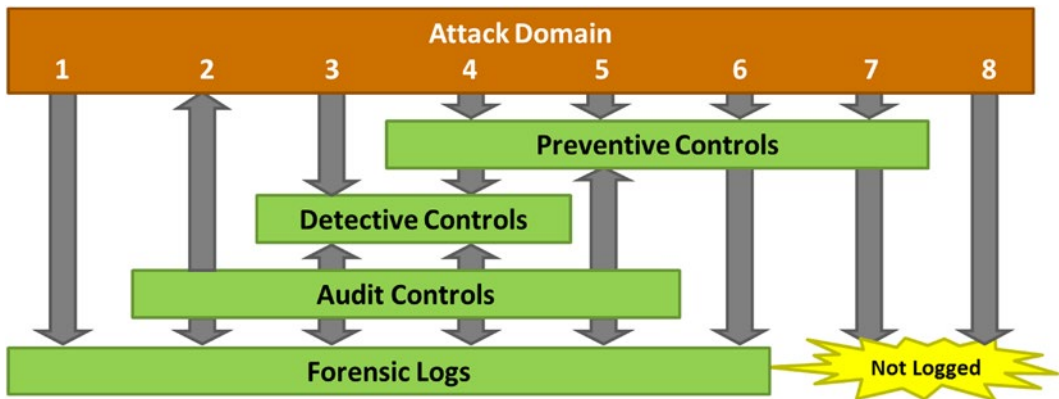 Attack Domain
1 2 3 4 5 6 7 8
Preventive Controls
Detective Controls
Audit Controls
Forensic Logs
Not Logged